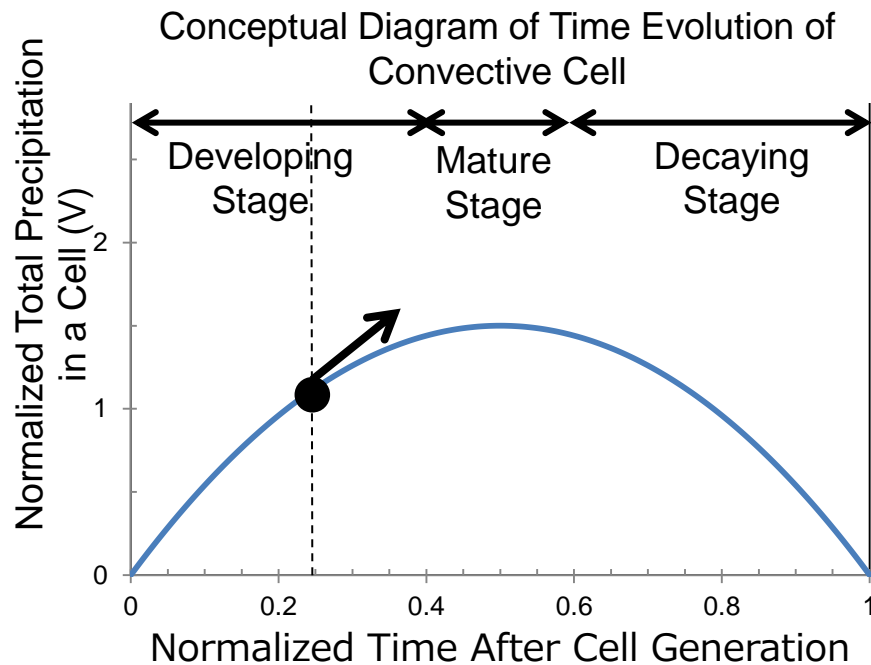 Conceptual Diagram of Time Evolution of
Convective Cell
Normalized Total Precipitation
in a Cell (V)
Developing
Stage
Mature
Stage
Decaying
Stage
2
1
0
0
0.2
0.4
0.6
0.8
1
Normalized Time After Cell Generation